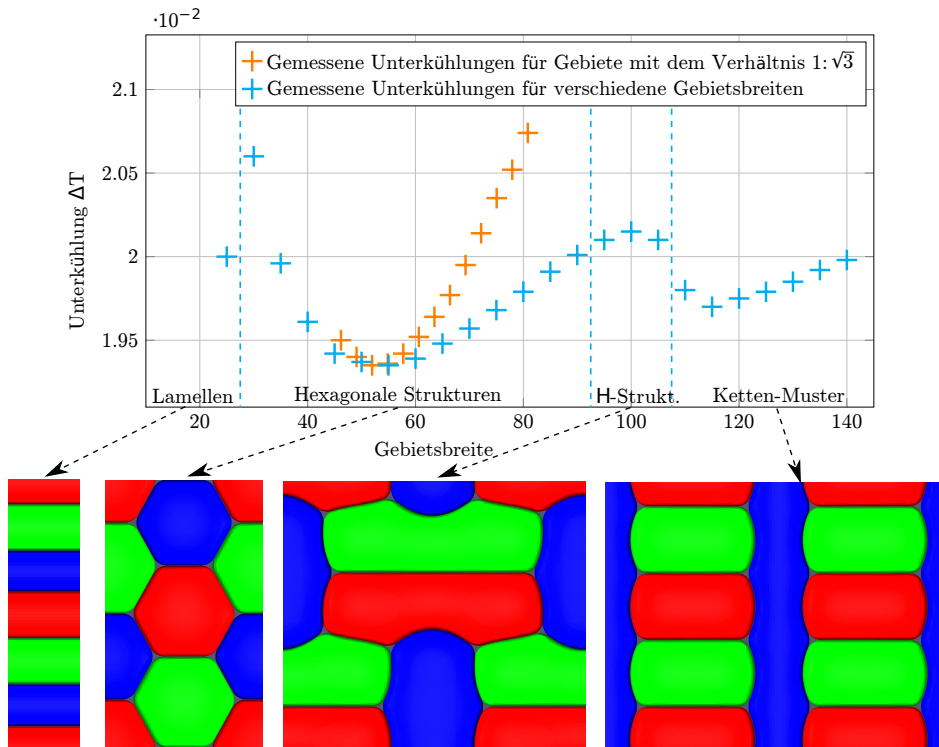 ·10⁻²
Gemessene Unterkühlungen für Gebiete mit dem Verhältnis 1:√3
Gemessene Unterkühlungen für verschiedene Gebietsbreiten
2.1
2.05
2
1.95
Unterkühlung ΔT
Lamellen
Hexagonale Strukturen
H-Strukt.
Ketten-Muster
20 40 60 80 100 120 140
Gebietsbreite